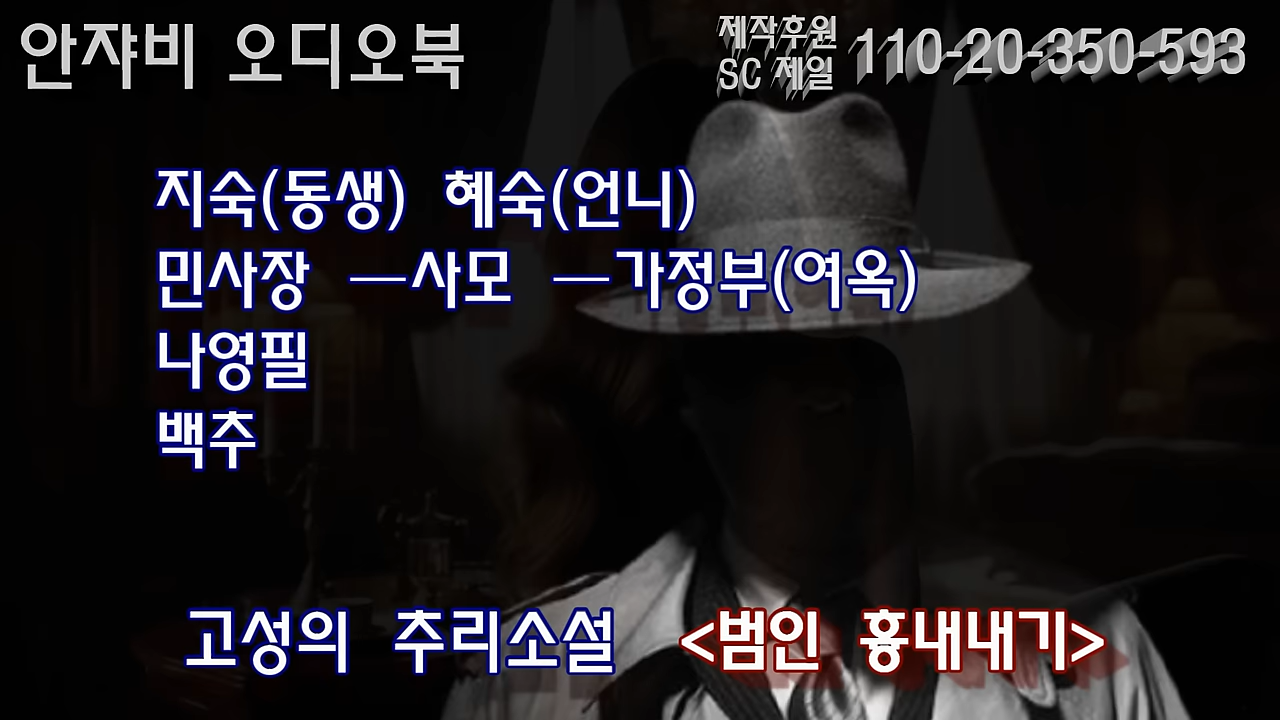 안쟈비 오디오북
제작후원
SC 제일
110-20-350-593
지숙(동생) 혜숙(언니)
민사장 —사모 —가정부(여옥)
나영필
백추
고성의 추리소설 <범인 흉내내기>